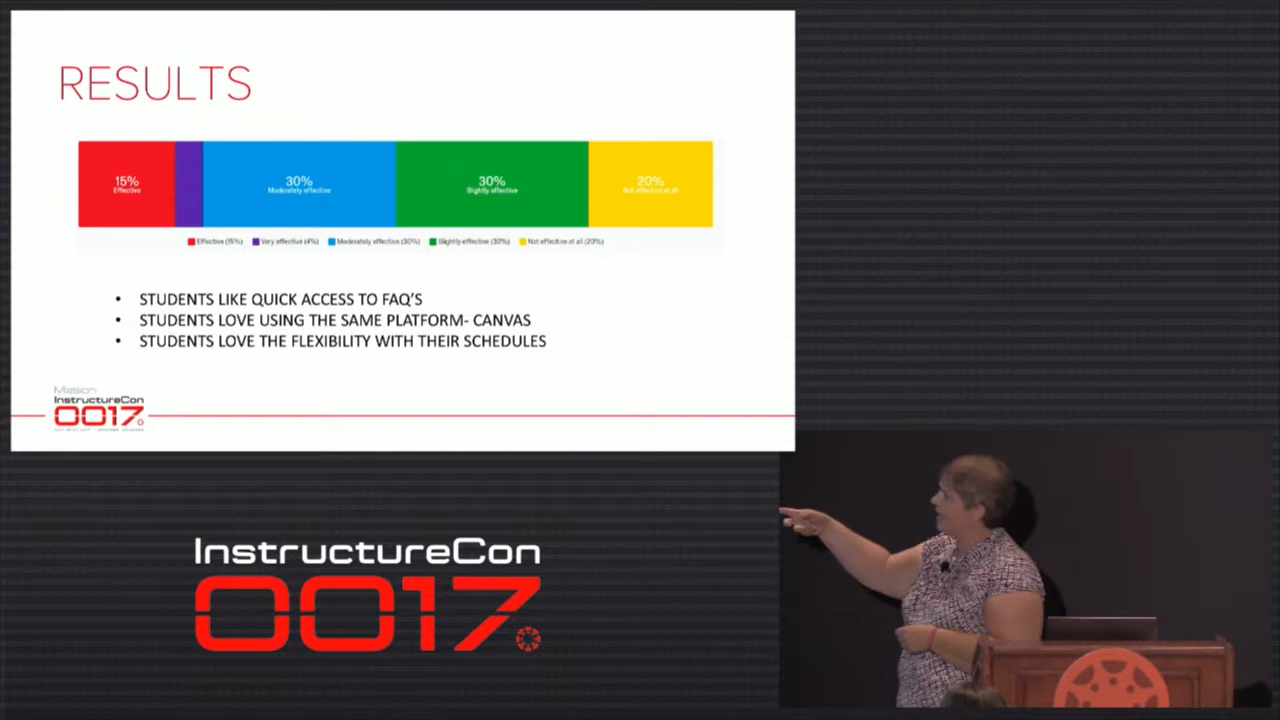 RESULTS
15%
Effective
30%
Moderately effective
30%
Slightly effective
20%
Not effective at all
Effective (15%) Very effective (4%) Moderately effective (30%) Slightly effective (30%) Not effective at all (20%)
• STUDENTS LIKE QUICK ACCESS TO FAQ'S
• STUDENTS LOVE USING THE SAME PLATFORM- CANVAS
• STUDENTS LOVE THE FLEXIBILITY WITH THEIR SCHEDULES
Mission:
InstructureCon
0017
InstructureCon
0017